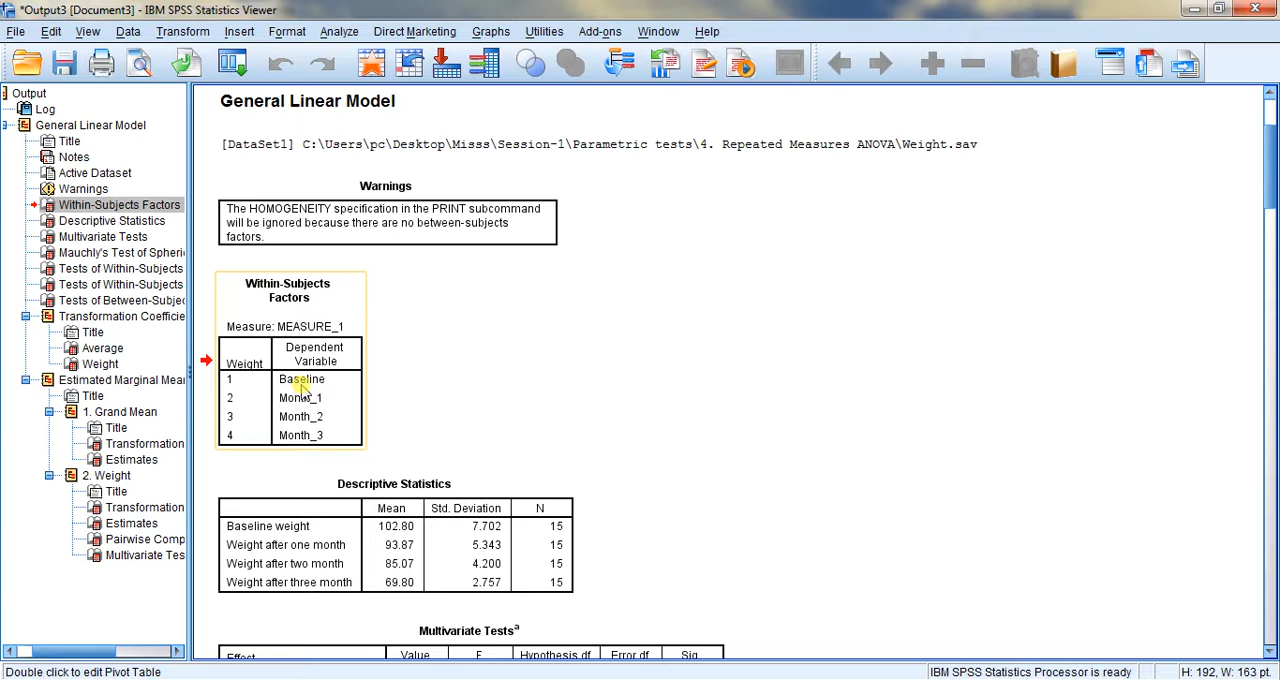 *Output3 [Document3] - IBM SPSS Statistics Viewer
File Edit View Data Transform Insert Format Analyze Direct Marketing Graphs Utilities Add-ons Window Help
Output
Log
General Linear Model
Title
Notes
Active Dataset
Warnings
Within-Subjects Factors
Descriptive Statistics
Multivariate Tests
Mauchly's Test of Spheric
Tests of Within-Subjects
Tests of Within-Subjects
Tests of Between-Subjec
Transformation Coefficie
Title
Average
Weight
Estimated Marginal Mear
Title
1. Grand Mean
Title
Transformation
Estimates
2. Weight
Title
Transformation
Estimates
Pairwise Comp
Multivariate Tes
General Linear Model
[DataSet1] C:\Users\pc\Desktop\Misss\Session-1\Parametric tests\4. Repeated Measures ANOVA\Weight.sav
Warnings
The HOMOGENEITY specification in the PRINT subcommand
will be ignored because there are no between-subjects
factors.
Within-Subjects
Factors
Measure: MEASURE_1
Weight Dependent
Variable
1 Baseline
2 Month_1
3 Month_2
4 Month_3
Descriptive Statistics
Mean Std. Deviation N
Baseline weight 102.80 7.702 15
Weight after one month 93.87 5.343 15
Weight after two month 85.07 4.200 15
Weight after three month 69.80 2.757 15
Multivariate Tests a
Effect Value F Hypothesis df Error df Sig.
Double click to edit Pivot Table
IBM SPSS Statistics Processor is ready
H: 192, W: 163 pt.